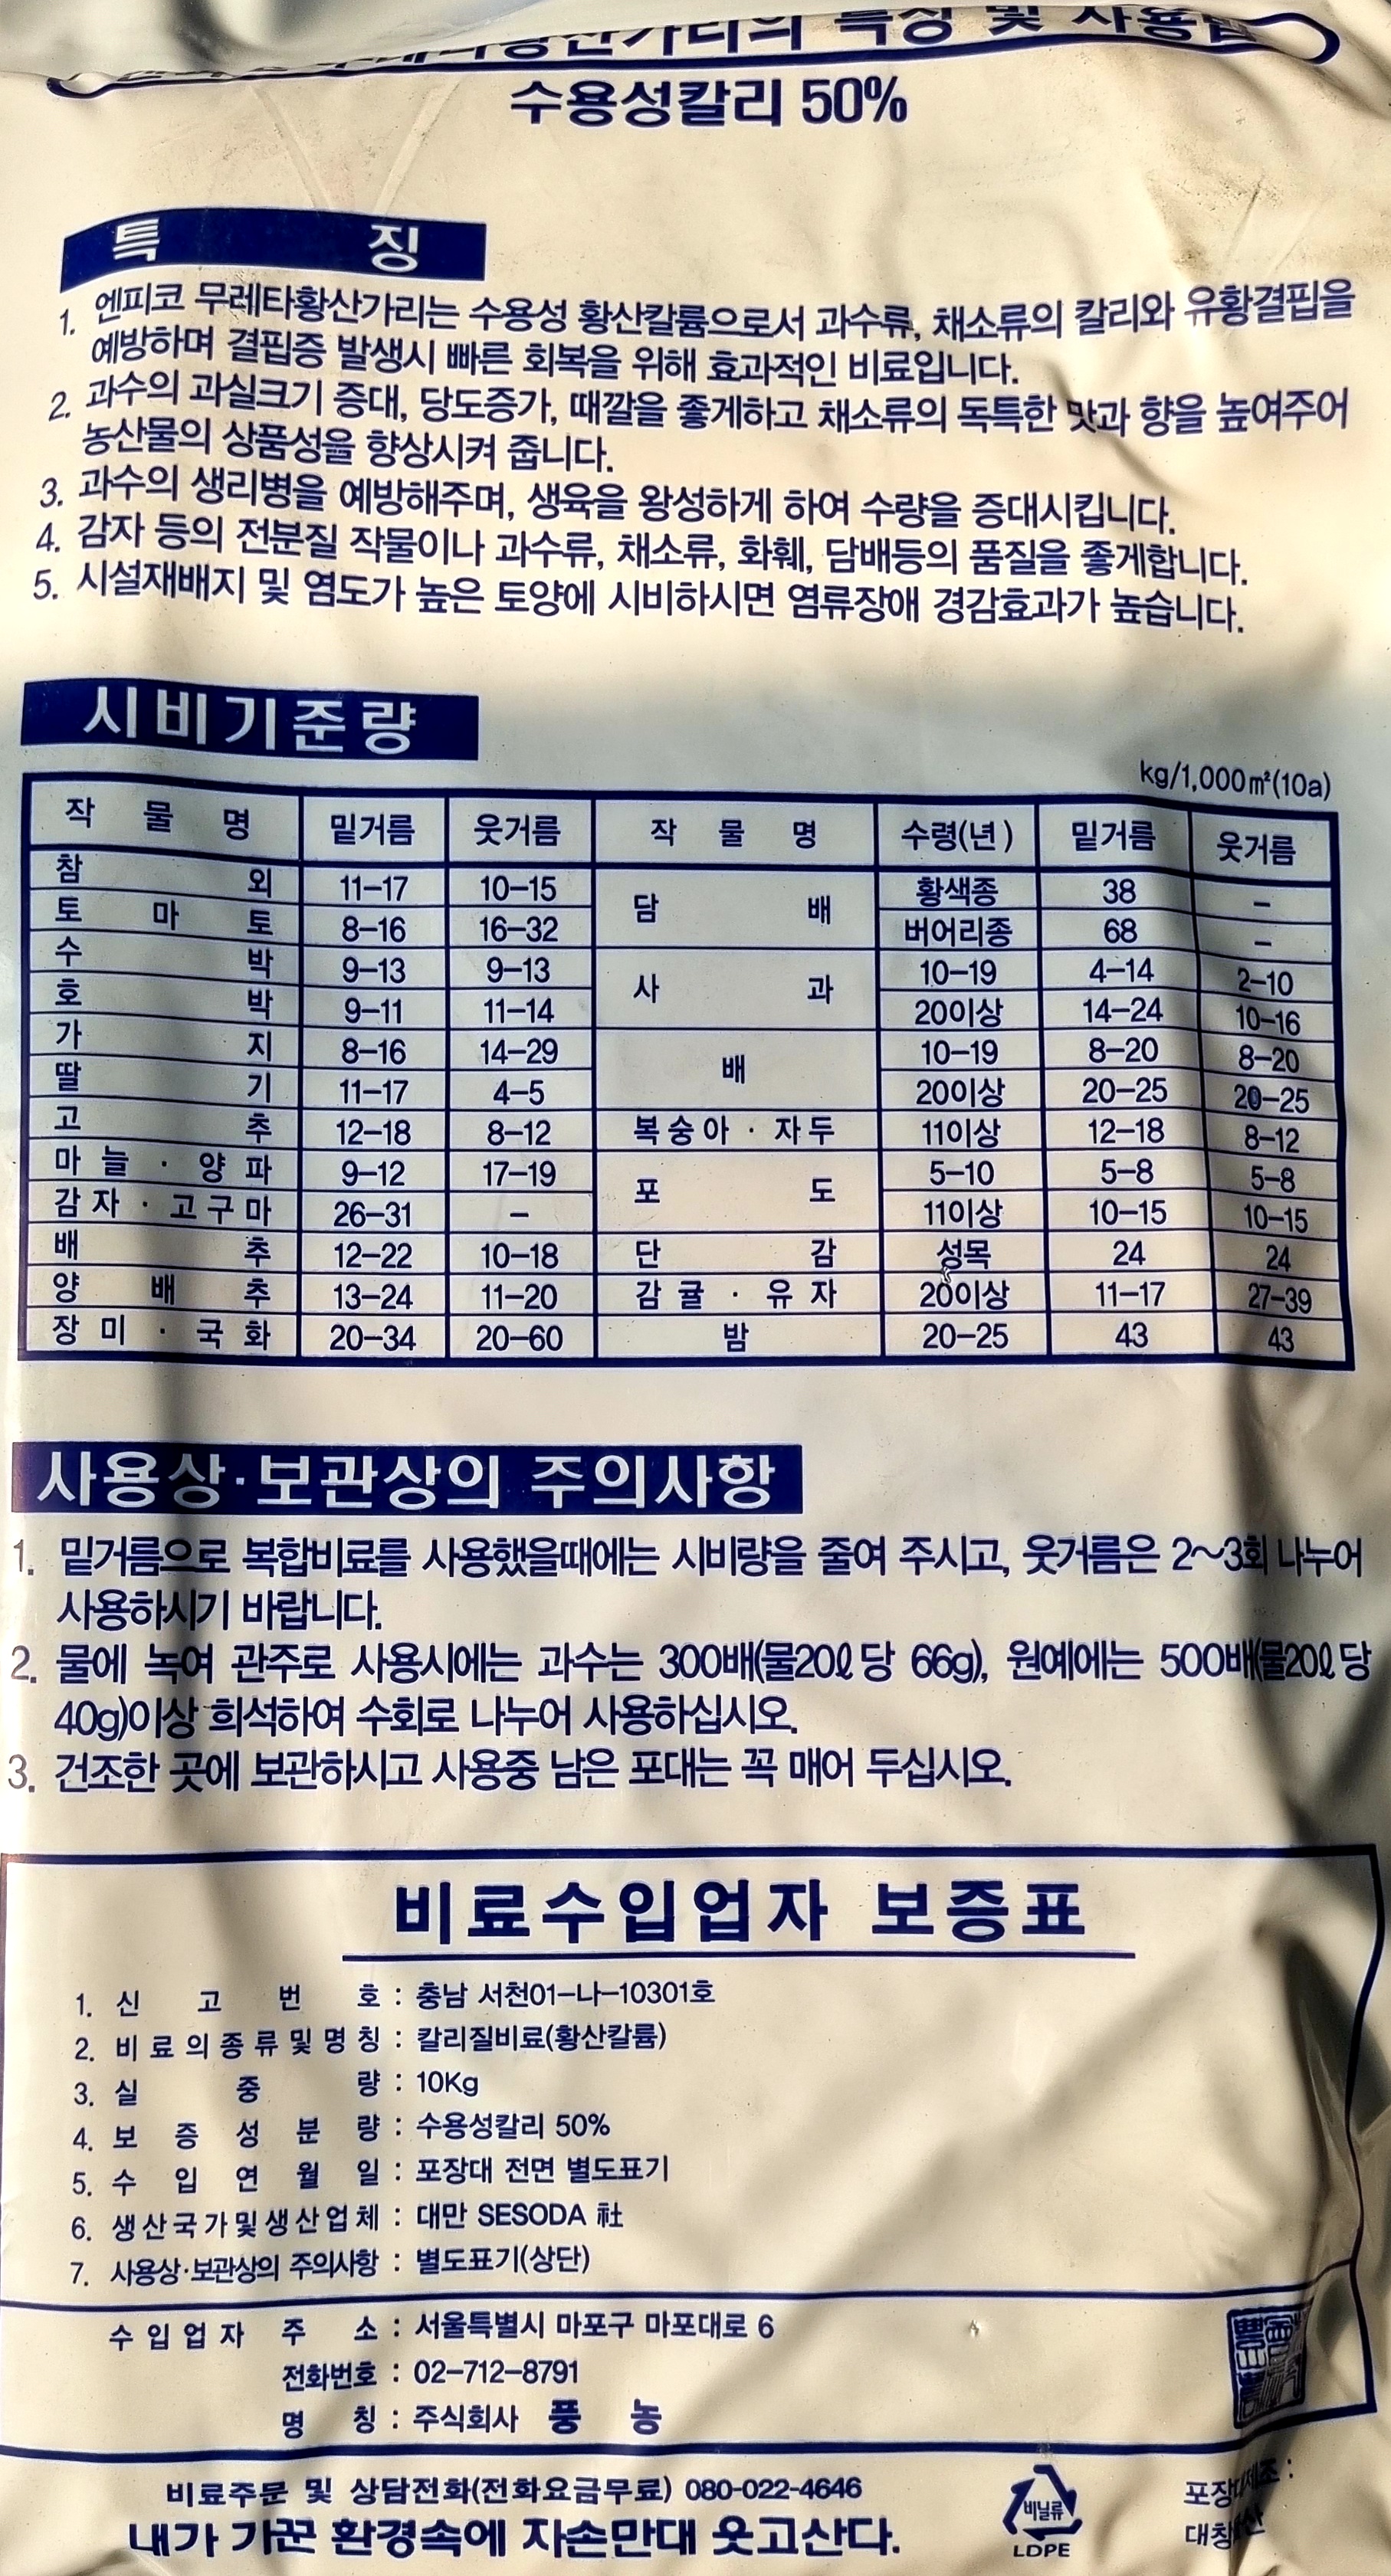 특징 및 사용법
수용성칼리 50%
특 징
1. 엔피코 무레타황산가리는 수용성 황산칼륨으로서 과수류, 채소류의 칼리와 유황결핍을
예방하며 결핍증 발생시 빠른 회복을 위해 효과적인 비료입니다.
2. 과수의 과실크기 증대, 당도증가, 때깔을 좋게하고 채소류의 독특한 맛과 향을 높여주어
농산물의 상품성을 향상시켜 줍니다.
3. 과수의 생리병을 예방해주며, 생육을 왕성하게 하여 수량을 증대시킵니다.
4. 감자 등의 전분질 작물이나 과수류, 채소류, 화훼, 담배등의 품질을 좋게합니다.
5. 시설재배지 및 염도가 높은 토양에 시비하시면 염류장애 경감효과가 높습니다.
시비기준량
kg/1,000㎡(10a)
작 물 명 밑거름 웃거름 작 물 명 수령(년) 밑거름 웃거름
참 외 11-17 10-15 담 배 황색종 38 -
토 마 토 8-16 16-32 버어리종 68 -
수 박 9-13 9-13 사 과 10-19 4-14 2-10
호 박 9-11 11-14 20이상 14-24 10-16
가 지 8-16 14-29 배 10-19 8-20 8-20
딸 기 11-17 4-5 20이상 20-25 20-25
고 추 12-18 8-12 복숭아 · 자두 11이상 12-18 8-12
마 늘 · 양 파 9-12 17-19 포 도 5-10 5-8 5-8
감자 · 고구마 26-31 - 11이상 10-15 10-15
배 추 12-22 10-18 단 감 성목 24 24
양 배 추 13-24 11-20 감 귤 · 유 자 20이상 11-17 27-39
장 미 · 국 화 20-34 20-60 밤 20-25 43 43
사용상·보관상의 주의사항
1. 밑거름으로 복합비료를 사용했을때에는 시비량을 줄여 주시고, 웃거름은 2~3회 나누어
사용하시기 바랍니다.
2. 물에 녹여 관주로 사용시에는 과수는 300배(물20ℓ당 66g), 원예에는 500배(물20ℓ당
40g)이상 희석하여 수회로 나누어 사용하십시오.
3. 건조한 곳에 보관하시고 사용중 남은 포대는 꼭 매어 두십시오.
비료수입업자 보증표
1. 신 고 번 호 : 충남 서천01-나-10301호
2. 비료의종류및명칭 : 칼리질비료(황산칼륨)
3. 실 중 량 : 10Kg
4. 보 증 성 분 량 : 수용성칼리 50%
5. 수 입 연 월 일 : 포장대 전면 별도표기
6. 생산국가및생산업체 : 대만 SESODA 社
7. 사용상·보관상의 주의사항 : 별도표기(상단)
수입업자 주 소 : 서울특별시 마포구 마포대로 6
전화번호 : 02-712-8791
명 칭 : 주식회사 풍 농
비료주문 및 상담전화(전화요금무료) 080-022-4646
내가 가꾼 환경속에 자손만대 웃고산다.
비닐류
LDPE
포장대제조 :